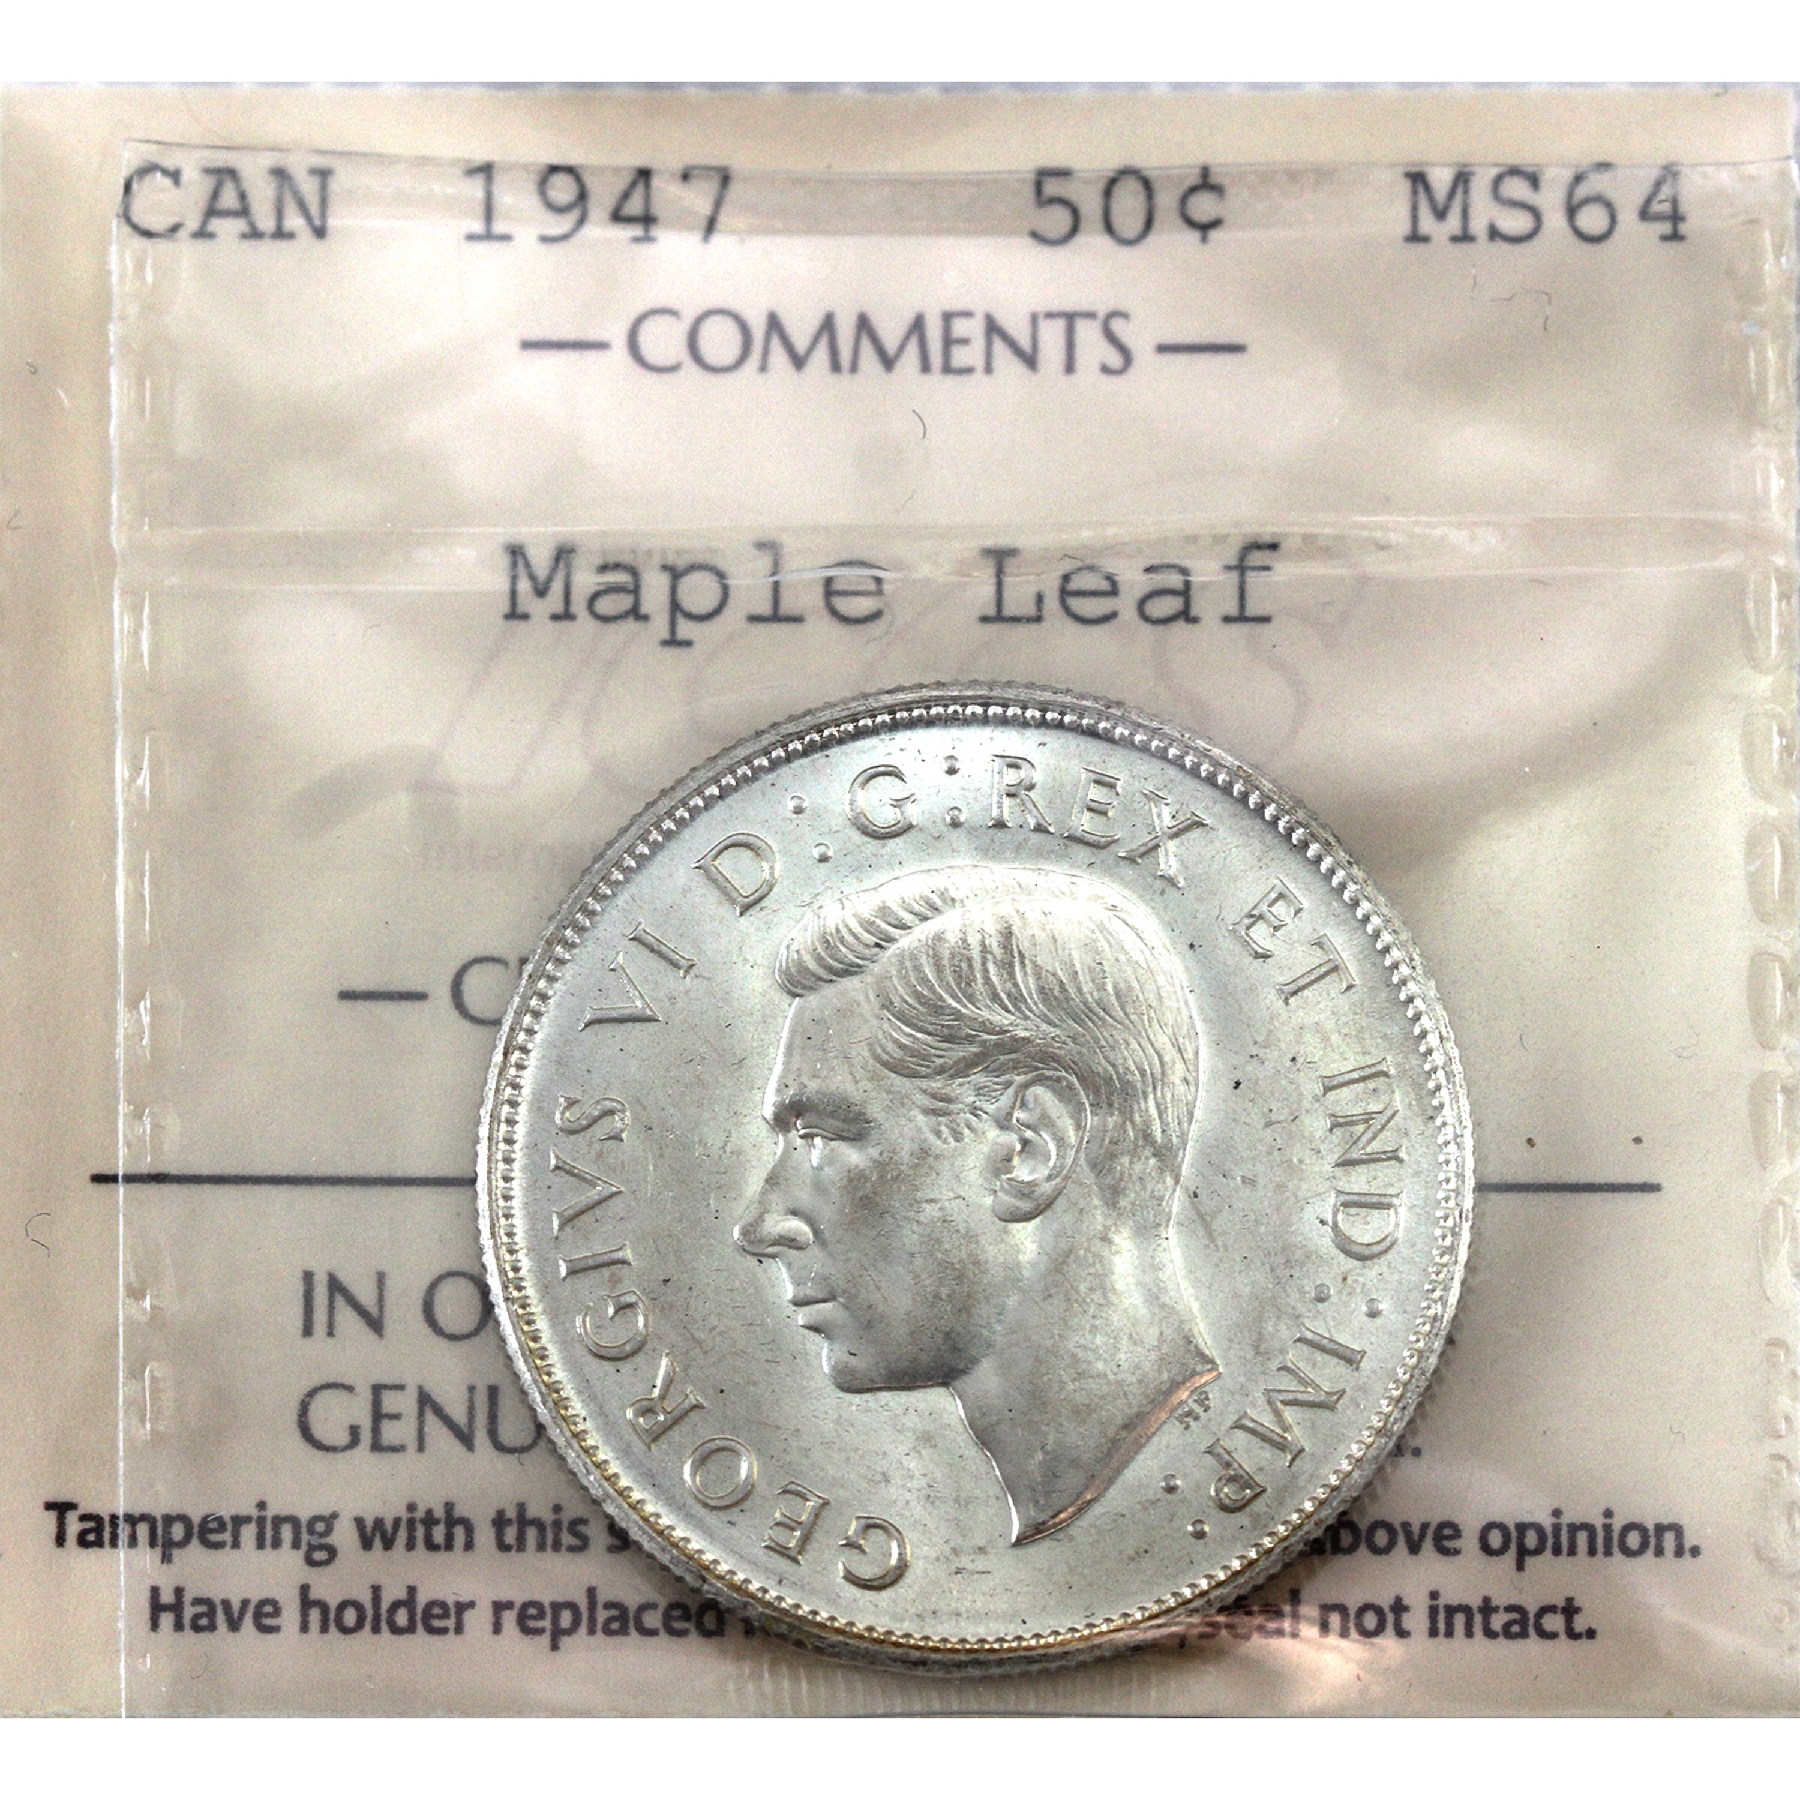 CAN 1947 50¢ MS64
—COMMENTS—
Maple Leaf
ICCS
GEORGIVS VI D:G:REX ET IND:IMP:
HP
IN
Tampering with this
above opinion.
Have holder replaced
seal not intact.